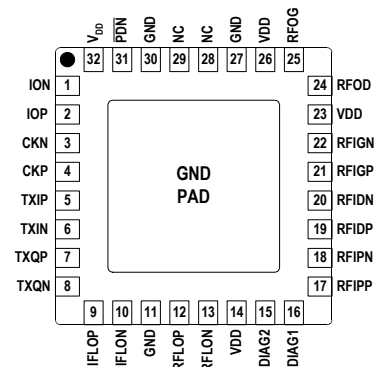 VDD PDN GND NC NC GND VDD RFOG
32 31 30 29 28 27 26 25
ION 1
IOP 2
CKN 3
CKP 4
TXIP 5
TXIN 6
TXQP 7
TXQN 8
GND
PAD
24 RFOD
23 VDD
22 RFIGN
21 RFIGP
20 RFIDN
19 RFIDP
18 RFIPN
17 RFIPP
9 10 11 12 13 14 15 16
IFLOP IFLON GND RFLOP RFLON VDD DIAG2 DIAG1